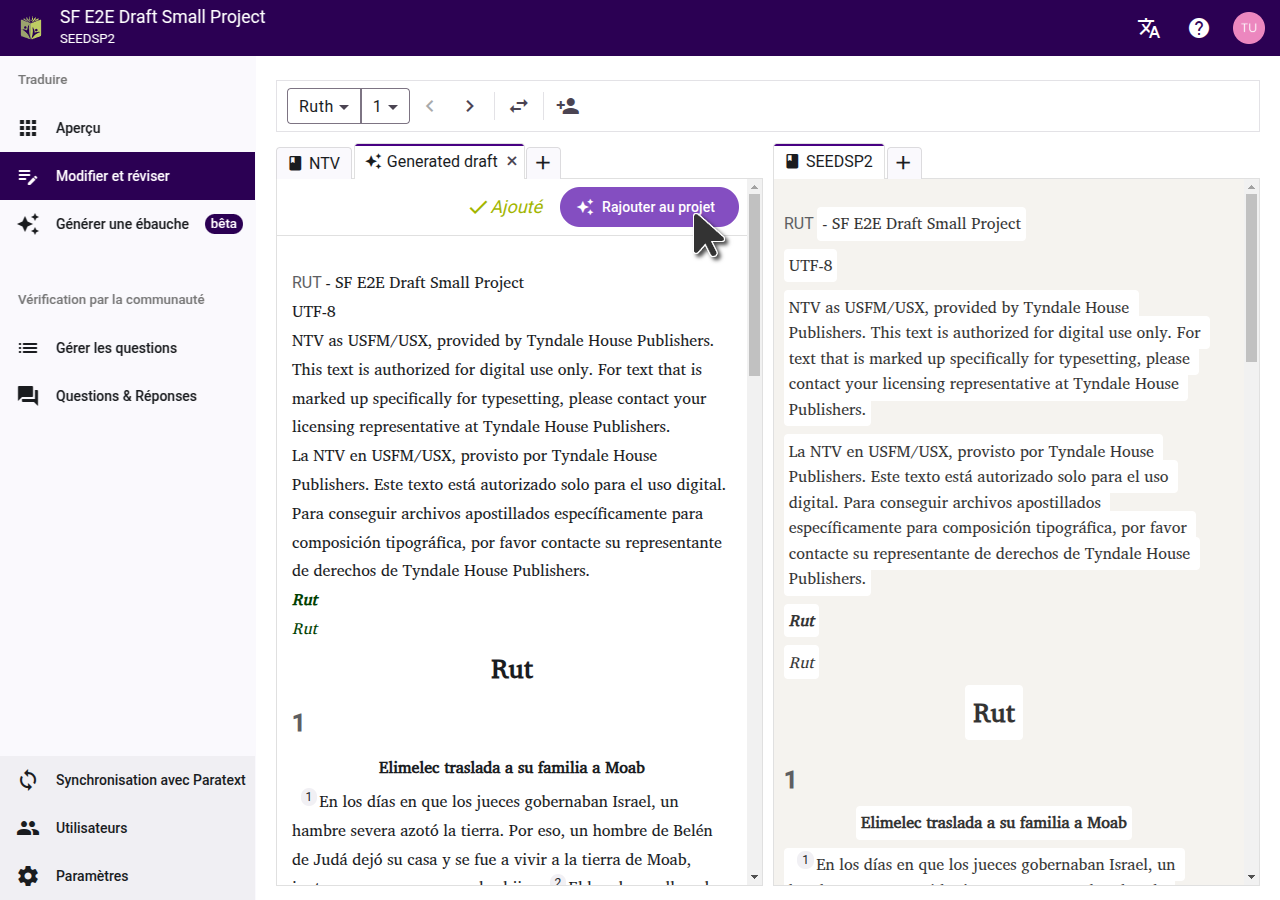 SF E2E Draft Small Project
SEEDSP2
TU
Traduire
Aperçu
Modifier et réviser
Générer une ébauche bêta
Vérification par la communauté
Gérer les questions
Questions & Réponses
Synchronisation avec Paratext
Utilisateurs
Paramètres
Ruth 1
NTV Generated draft
Ajouté Rajouter au projet
RUT - SF E2E Draft Small Project
UTF-8
NTV as USFM/USX, provided by Tyndale House Publishers.
This text is authorized for digital use only. For text that is
marked up specifically for typesetting, please contact your
licensing representative at Tyndale House Publishers.
La NTV en USFM/USX, provisto por Tyndale House
Publishers. Este texto está autorizado solo para el uso digital.
Para conseguir archivos apostillados específicamente para
composición tipográfica, por favor contacte su representante
de derechos de Tyndale House Publishers.
Rut
Rut
Rut
1
Elimelec traslada a su familia a Moab
1 En los días en que los jueces gobernaban Israel, un
hambre severa azotó la tierra. Por eso, un hombre de Belén
de Judá dejó su casa y se fue a vivir a la tierra de Moab,
2
SEEDSP2
RUT - SF E2E Draft Small Project
UTF-8
NTV as USFM/USX, provided by Tyndale House
Publishers. This text is authorized for digital use only. For
text that is marked up specifically for typesetting, please
contact your licensing representative at Tyndale House
Publishers.
La NTV en USFM/USX, provisto por Tyndale House
Publishers. Este texto está autorizado solo para el uso
digital. Para conseguir archivos apostillados
específicamente para composición tipográfica, por favor
contacte su representante de derechos de Tyndale House
Publishers.
Rut
Rut
Rut
1
Elimelec traslada a su familia a Moab
1 En los días en que los jueces gobernaban Israel, un